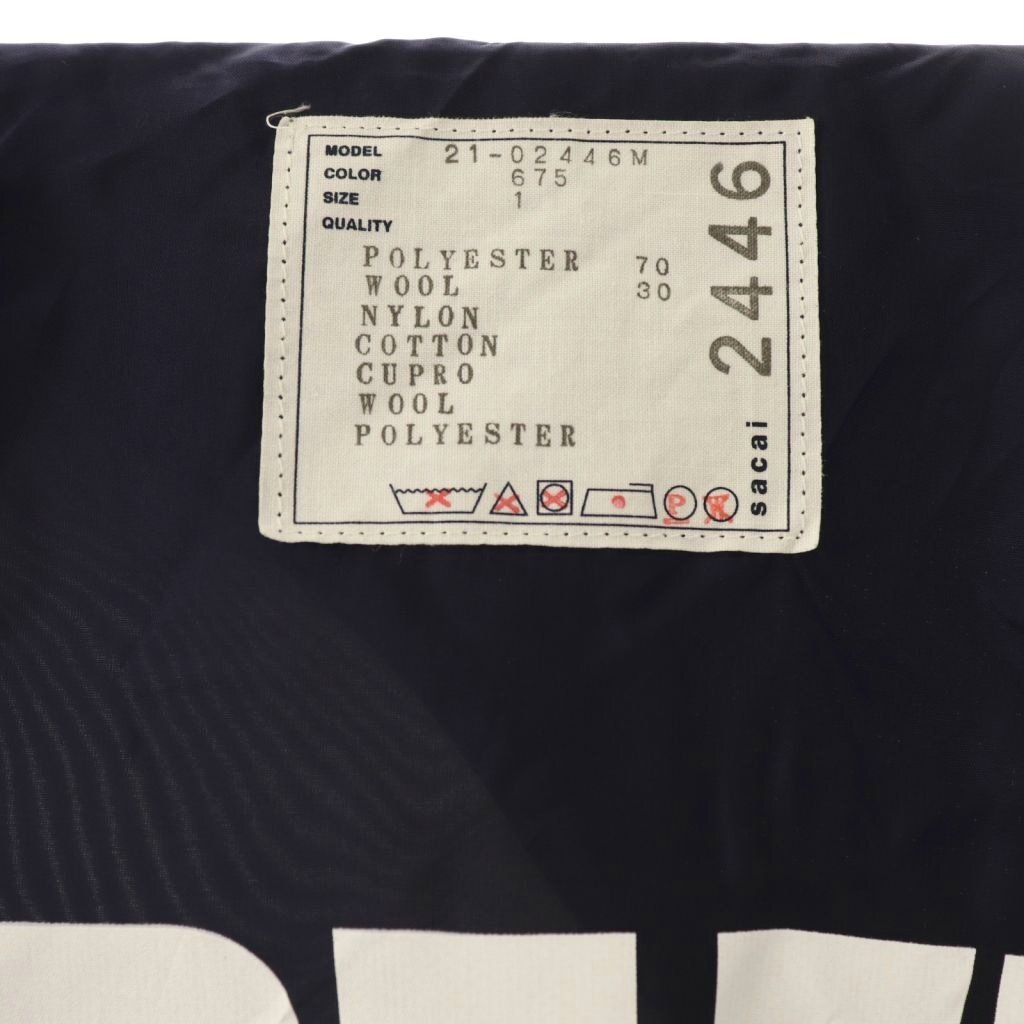 MODEL 21-02446M
COLOR 675
SIZE 1
QUALITY
POLYESTER 70
WOOL 30
NYLON
COTTON
CUPRO
WOOL
POLYESTER
P
2446
sacai